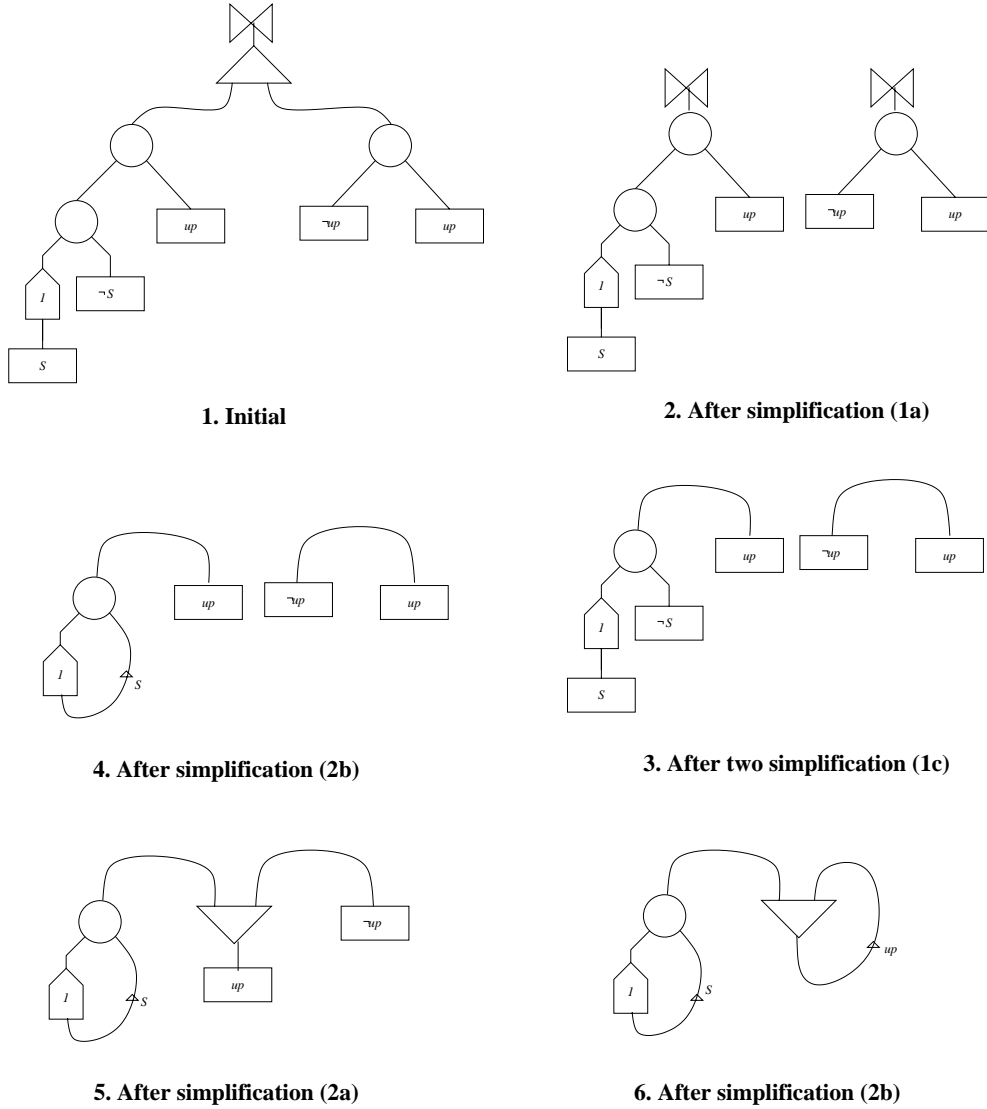 up
¬up
up
1
¬S
S
1. Initial
up
¬up
up
1
¬S
S
2. After simplification (1a)
up
¬up
up
1
S
4. After simplification (2b)
up
¬up
up
1
¬S
S
3. After two simplification (1c)
¬up
1
S
up
5. After simplification (2a)
up
1
S
6. After simplification (2b)